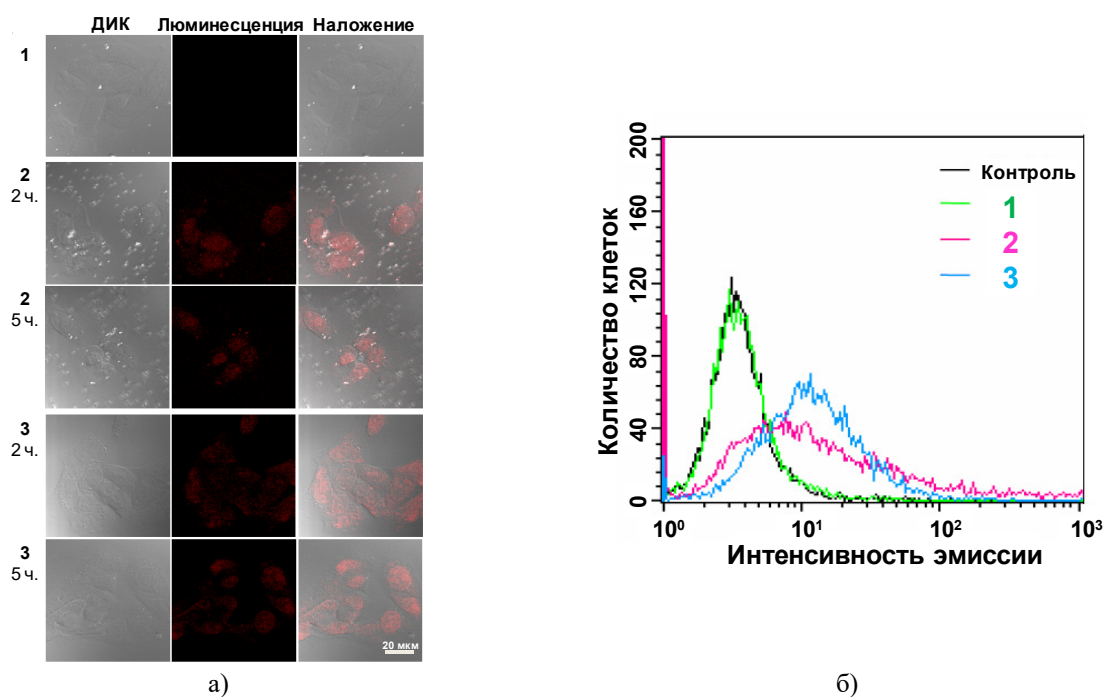 ДИК Люминесценция Наложение
1
2
2 ч.
2
5 ч.
3
2 ч.
3
5 ч.
20 мкм
а)
Количество клеток
200
160
120
80
40
0
Контроль
1
2
3
10⁰ 10¹ 10² 10³
Интенсивность эмиссии
б)